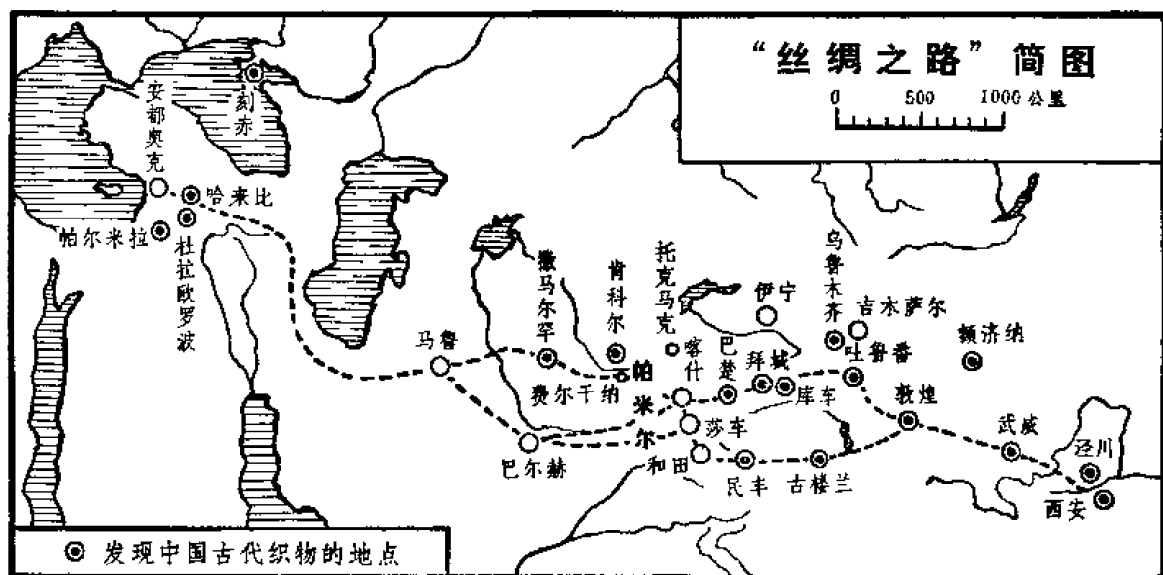 “丝绸之路”简图
0 500 1000公里
刻赤
安都奥克
哈来比
帕尔米拉
杜拉欧罗波
马鲁
撒马尔罕
肯科尔
托克马克
伊宁
乌鲁木齐
吉木萨尔
额济纳
费尔干纳
帕米尔
喀什
巴楚
拜城
库车
吐鲁番
敦煌
武威
泾川
西安
巴尔赫
莎车
和田
民丰
古楼兰
发现中国古代织物的地点